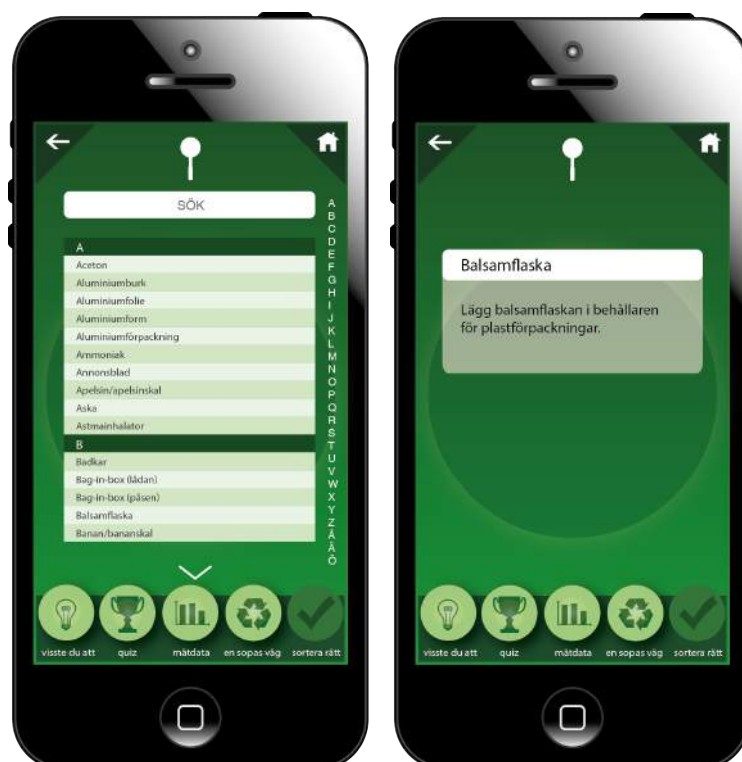 SÖK
A
Aceton
Aluminiumburk
Aluminiumfolie
Aluminiumform
Aluminiumförpackning
Ammoniak
Annonsblad
Apelsin/apelsinskal
Aska
Astmainhalator
B
Badkar
Bag-in-box (lådan)
Bag-in-box (påsen)
Balsamflaska
Banan/bananskal
A
B
C
D
E
F
G
H
I
J
K
L
M
N
O
P
Q
R
S
T
U
V
W
X
Y
Z
Å
Ä
Ö
visste du att quiz mätdata en sopas väg sortera rätt
Balsamflaska
Lägg balsamflaskan i behållaren
för plastförpackningar.
visste du att quiz mätdata en sopas väg sortera rätt